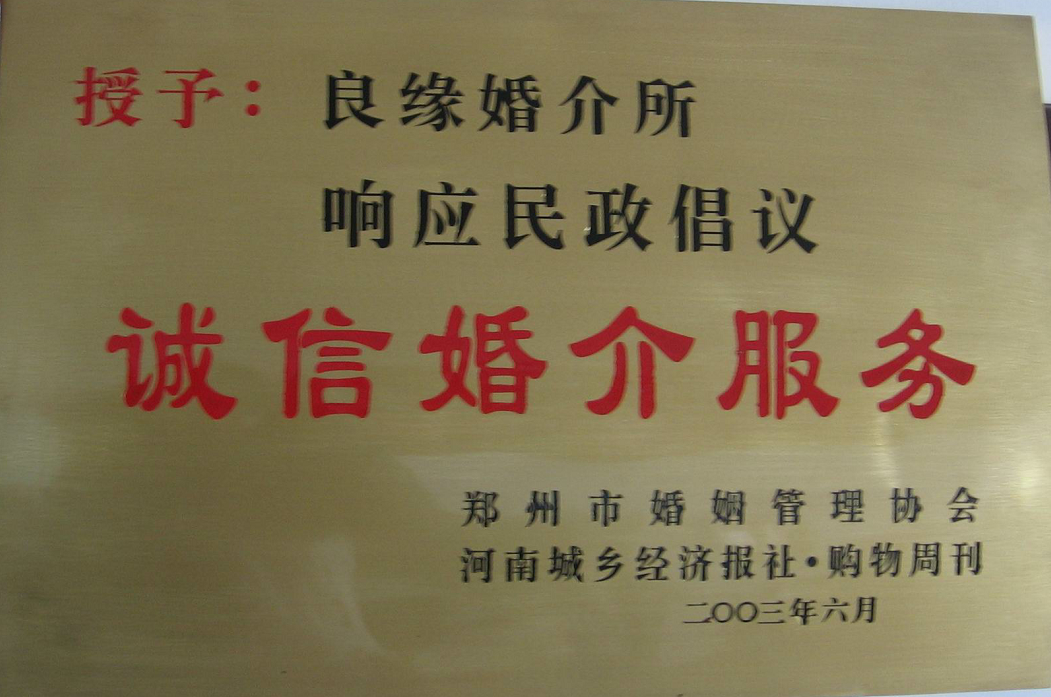 授予：良缘婚介所
响应民政倡议
诚信婚介服务
郑州市婚姻管理协会
河南城乡经济报社·购物周刊
二〇〇三年六月